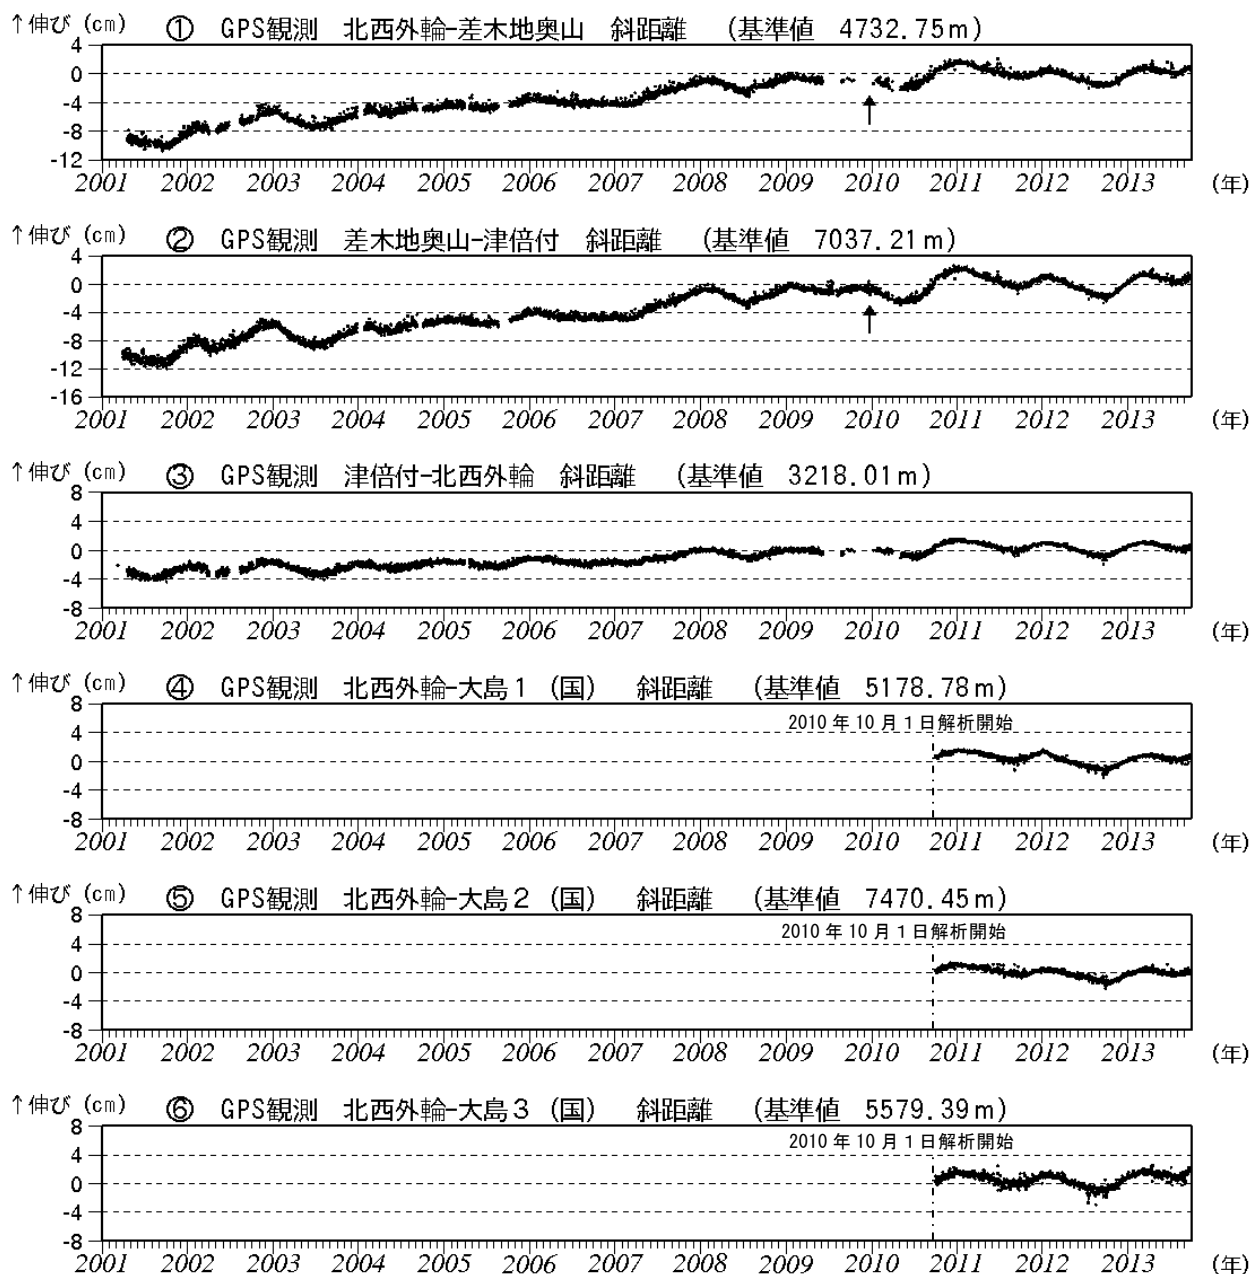 ↑伸び (cm) ① GPS観測 北西外輪-差木地奥山 斜距離 (基準値 4732.75m)
4
0
-4
-8
-12
2001 2002 2003 2004 2005 2006 2007 2008 2009 2010 2011 2012 2013 (年)
↑伸び (cm) ② GPS観測 差木地奥山-津倍付 斜距離 (基準値 7037.21m)
4
0
-4
-8
-12
-16
2001 2002 2003 2004 2005 2006 2007 2008 2009 2010 2011 2012 2013 (年)
↑伸び (cm) ③ GPS観測 津倍付-北西外輪 斜距離 (基準値 3218.01m)
8
4
0
-4
-8
2001 2002 2003 2004 2005 2006 2007 2008 2009 2010 2011 2012 2013 (年)
↑伸び (cm) ④ GPS観測 北西外輪-大島1 (国) 斜距離 (基準値 5178.78m)
8
2010年10月1日解析開始
4
0
-4
-8
2001 2002 2003 2004 2005 2006 2007 2008 2009 2010 2011 2012 2013 (年)
↑伸び (cm) ⑤ GPS観測 北西外輪-大島2 (国) 斜距離 (基準値 7470.45m)
8
2010年10月1日解析開始
4
0
-4
-8
2001 2002 2003 2004 2005 2006 2007 2008 2009 2010 2011 2012 2013 (年)
↑伸び (cm) ⑥ GPS観測 北西外輪-大島3 (国) 斜距離 (基準値 5579.39m)
8
2010年10月1日解析開始
4
0
-4
-8
2001 2002 2003 2004 2005 2006 2007 2008 2009 2010 2011 2012 2013 (年)